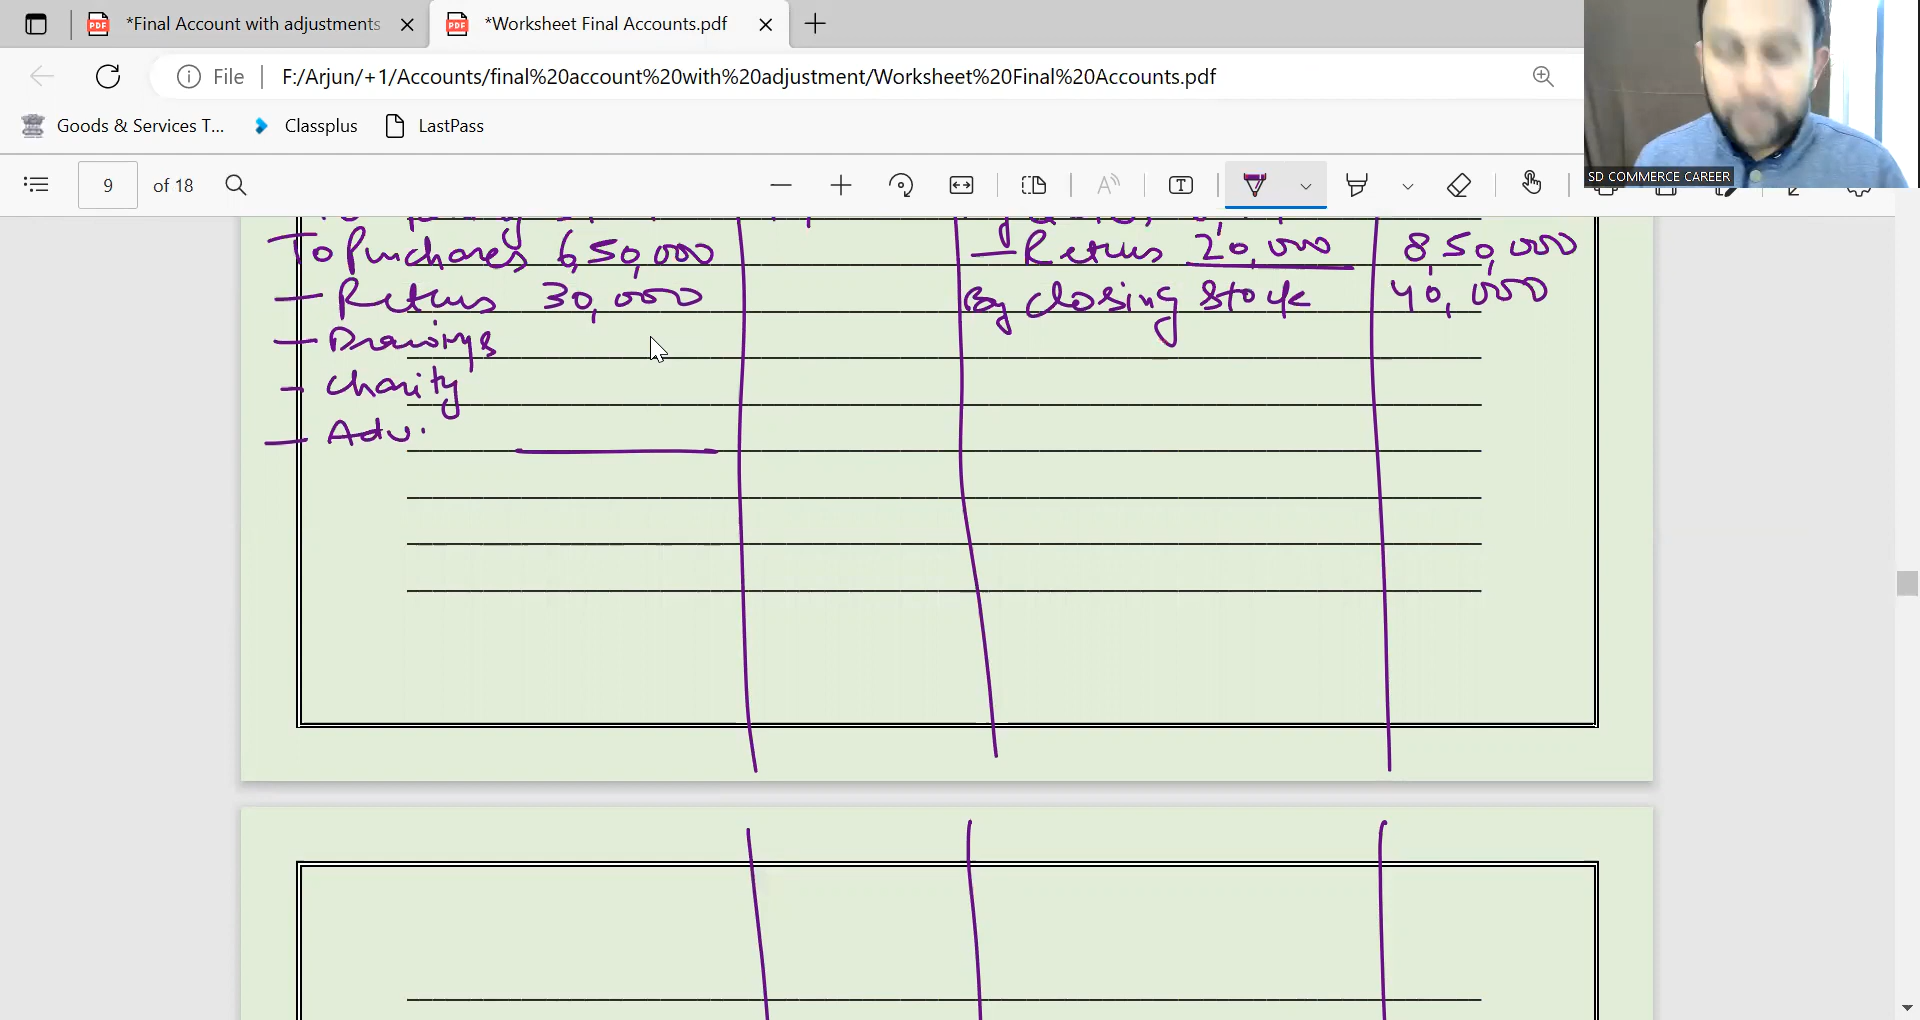 *Final Account with adjustments
*Worksheet Final Accounts.pdf
File
F:/Arjun/+1/Accounts/final%20account%20with%20adjustment/Worksheet%20Final%20Accounts.pdf
Goods & Services T...
Classplus
LastPass
9 of 18
SD COMMERCE CAREER
To Purchases 6,50,000
— Returns 30,000
— Drawings
- Charity
— Adv.
— Returns 20,000 8,50,000
By Closing Stock 40,000